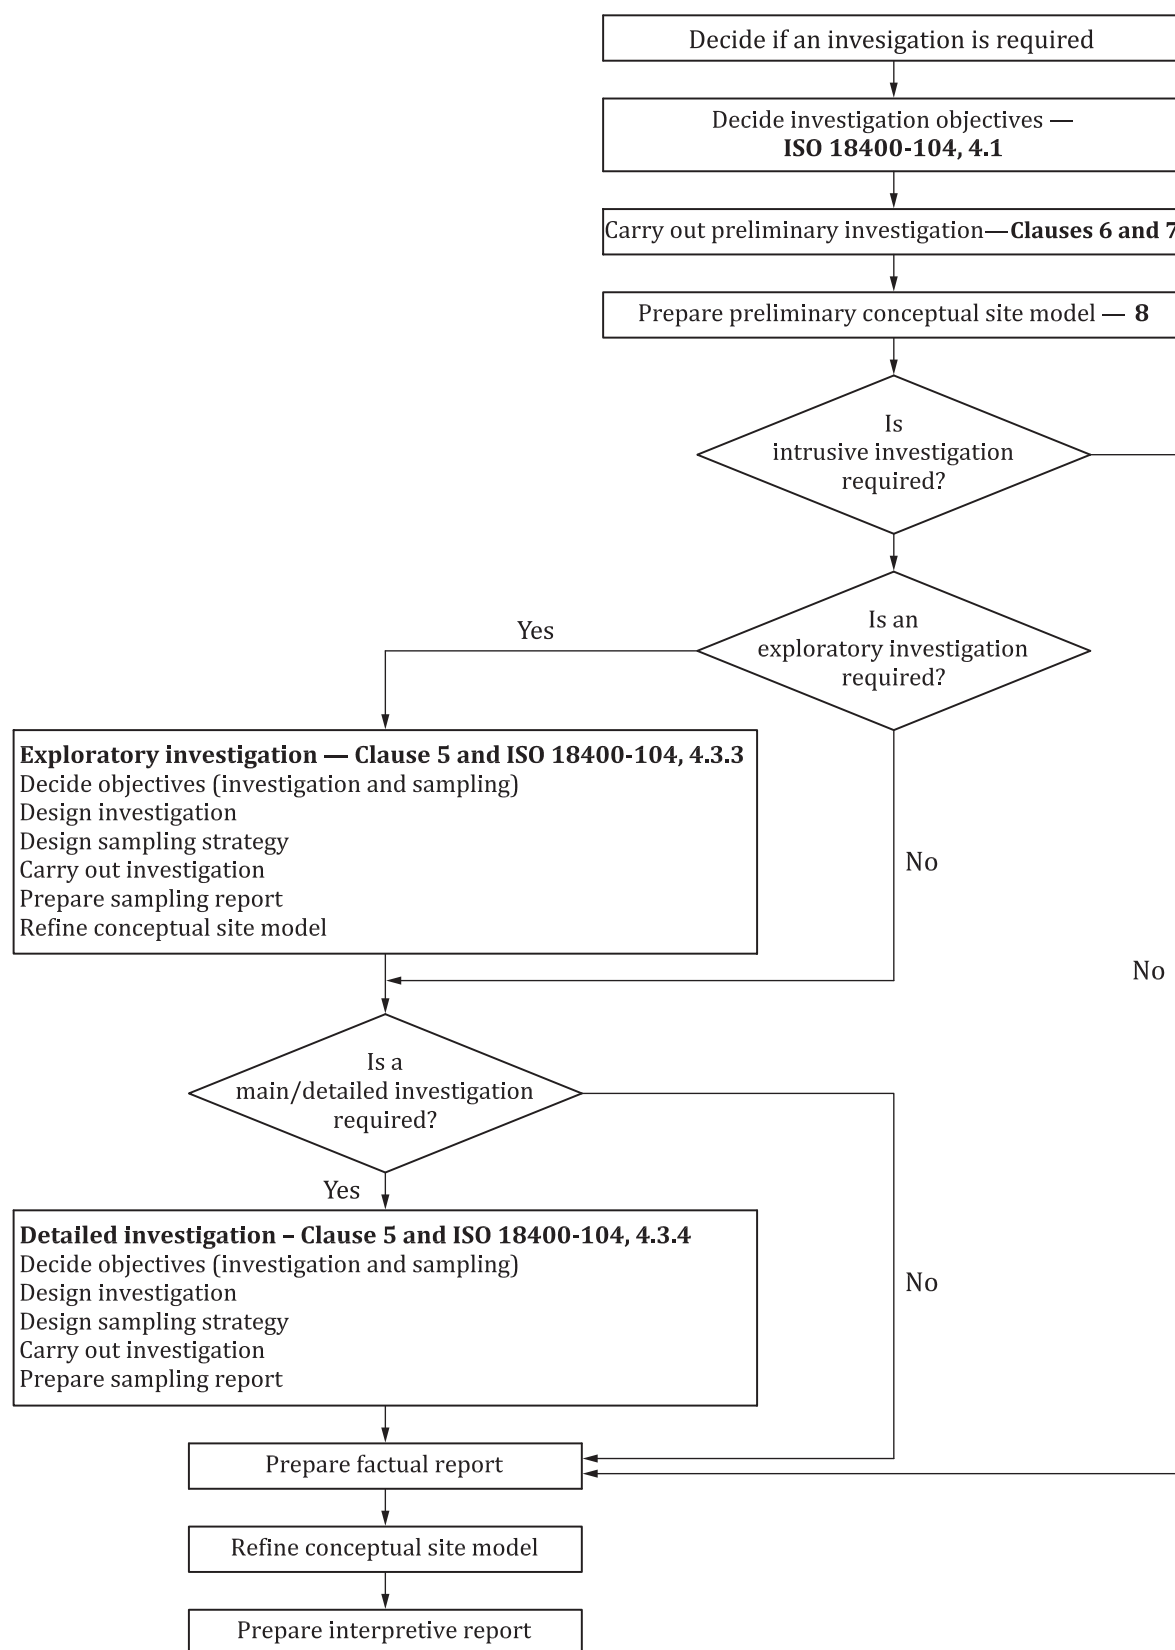 Decide if an invesigation is required
Decide investigation objectives —
ISO 18400-104, 4.1
Carry out preliminary investigation—Clauses 6 and 7
Prepare preliminary conceptual site model — 8
Is
intrusive investigation
required?
Is an
exploratory investigation
required?
Yes
Exploratory investigation — Clause 5 and ISO 18400-104, 4.3.3
Decide objectives (investigation and sampling)
Design investigation
Design sampling strategy
Carry out investigation
Prepare sampling report
Refine conceptual site model
No
No
Is a
main/detailed investigation
required?
Yes
Detailed investigation – Clause 5 and ISO 18400-104, 4.3.4
Decide objectives (investigation and sampling)
Design investigation
Design sampling strategy
Carry out investigation
Prepare sampling report
No
Prepare factual report
Refine conceptual site model
Prepare interpretive report